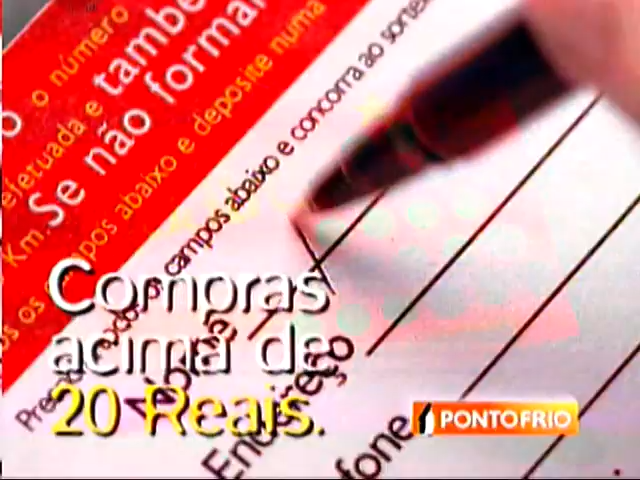 o número
também
efetuada e
Se não formar
Km.
campos abaixo e deposite numa
os campos abaixo e concorra ao sorteio
Compras
acima de
20 Reais.
Endereço
fone
PONTOFRIO